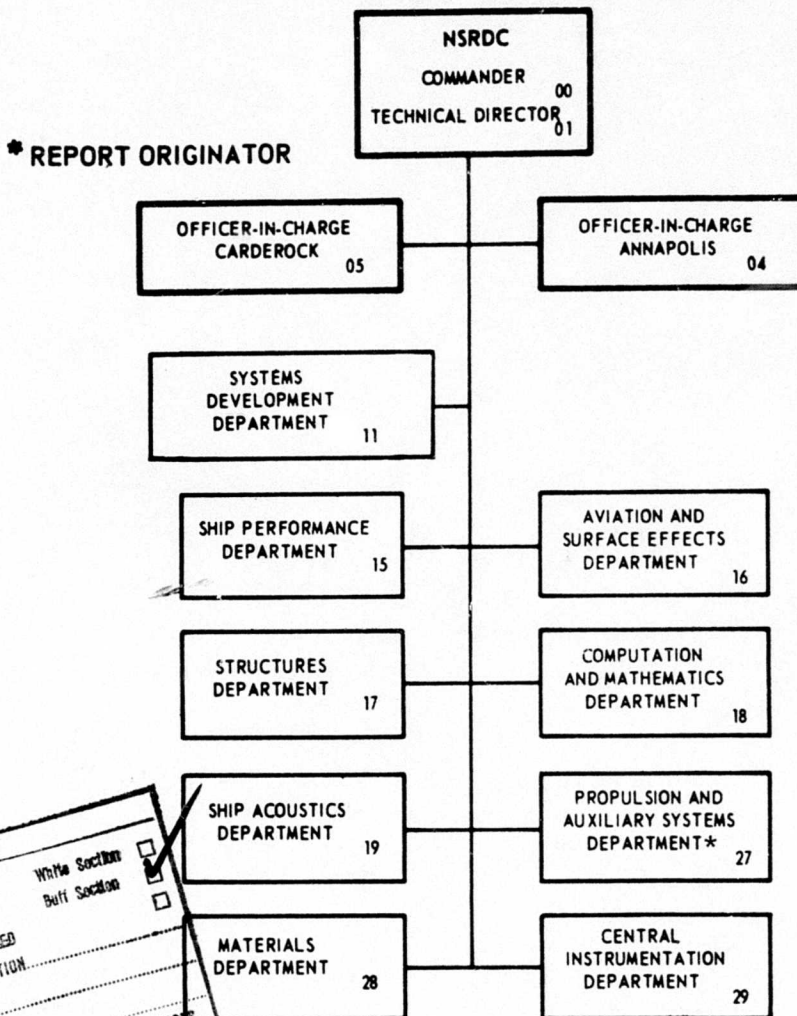 NSRDC
COMMANDER 00
TECHNICAL DIRECTOR 01
* REPORT ORIGINATOR
OFFICER-IN-CHARGE
CARDEROCK 05
OFFICER-IN-CHARGE
ANNAPOLIS 04
SYSTEMS
DEVELOPMENT
DEPARTMENT 11
SHIP PERFORMANCE
DEPARTMENT 15
AVIATION AND
SURFACE EFFECTS
DEPARTMENT 16
STRUCTURES
DEPARTMENT 17
COMPUTATION
AND MATHEMATICS
DEPARTMENT 18
SHIP ACOUSTICS
DEPARTMENT 19
PROPULSION AND
AUXILIARY SYSTEMS
DEPARTMENT* 27
MATERIALS
DEPARTMENT 28
CENTRAL
INSTRUMENTATION
DEPARTMENT 29
White Section
Buff Section